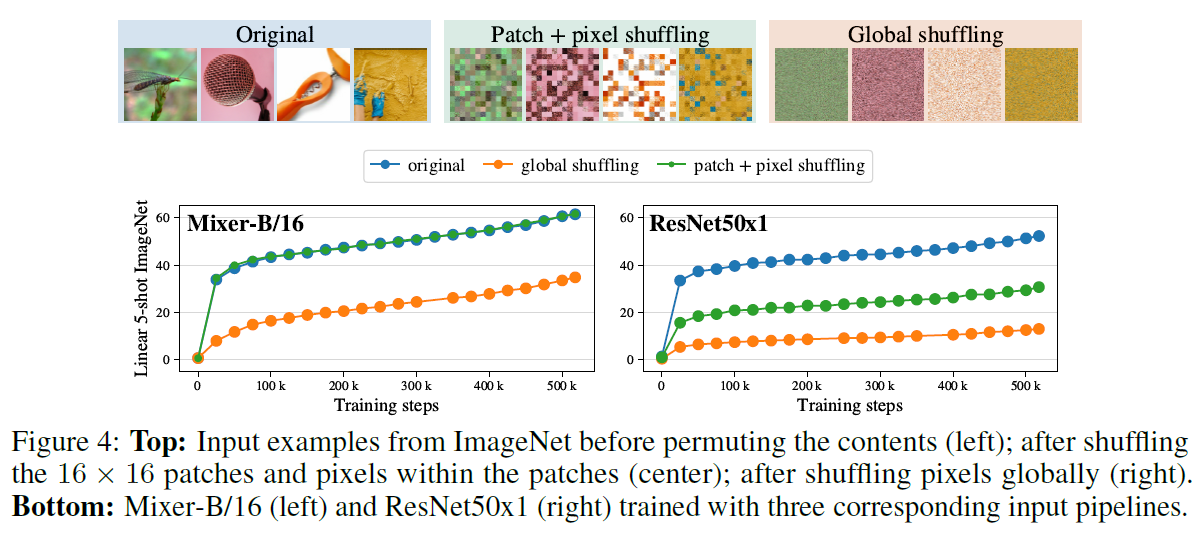 Original
Patch + pixel shuffling
Global shuffling
original
global shuffling
patch + pixel shuffling
Linear 5-shot ImageNet
Mixer-B/16
60
40
20
0
0
100 k
200 k
300 k
400 k
500 k
Training steps
ResNet50x1
60
40
20
0
0
100 k
200 k
300 k
400 k
500 k
Training steps
Figure 4: Top: Input examples from ImageNet before permuting the contents (left); after shuffling
the 16 × 16 patches and pixels within the patches (center); after shuffling pixels globally (right).
Bottom: Mixer-B/16 (left) and ResNet50x1 (right) trained with three corresponding input pipelines.